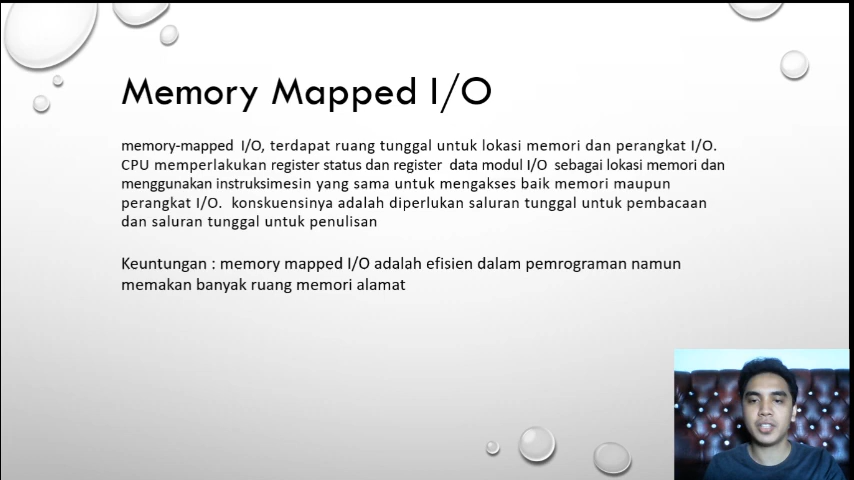 Memory Mapped I/O
memory-mapped I/O, terdapat ruang tunggal untuk lokasi memori dan perangkat I/O.
CPU memperlakukan register status dan register data modul I/O sebagai lokasi memori dan
menggunakan instruksimesin yang sama untuk mengakses baik memori maupun
perangkat I/O. konskuensinya adalah diperlukan saluran tunggal untuk pembacaan
dan saluran tunggal untuk penulisan
Keuntungan : memory mapped I/O adalah efisien dalam pemrograman namun
memakan banyak ruang memori alamat